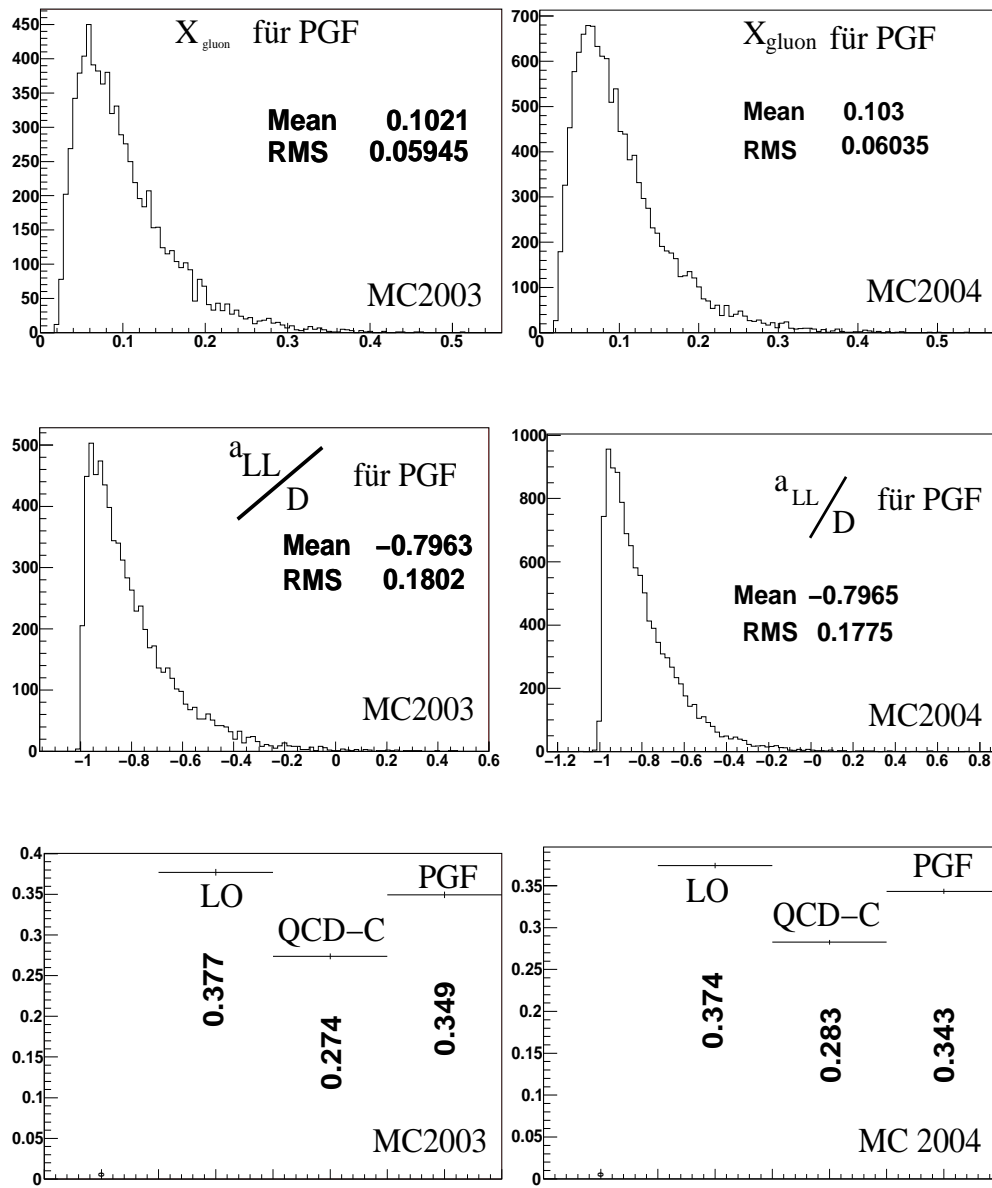 X gluon für PGF
Mean 0.1021
RMS 0.05945
MC2003
450
400
350
300
250
200
150
100
50
0
0 0.1 0.2 0.3 0.4 0.5
Xgluon für PGF
Mean 0.103
RMS 0.06035
MC2004
700
600
500
400
300
200
100
0
0 0.1 0.2 0.3 0.4 0.5
aLL/D für PGF
Mean −0.7963
RMS 0.1802
MC2003
500
400
300
200
100
0
−1 −0.8 −0.6 −0.4 −0.2 0 0.2 0.4 0.6
aLL/D für PGF
Mean −0.7965
RMS 0.1775
MC2004
1000
800
600
400
200
0
−1.2 −1 −0.8 −0.6 −0.4 −0.2 0 0.2 0.4 0.6 0.8
0.4
0.35
0.3
0.25
0.2
0.15
0.1
0.05
0
LO
QCD−C
PGF
0.377
0.274
0.349
MC2003
0.35
0.3
0.25
0.2
0.15
0.1
0.05
0
LO
QCD−C
PGF
0.374
0.283
0.343
MC 2004